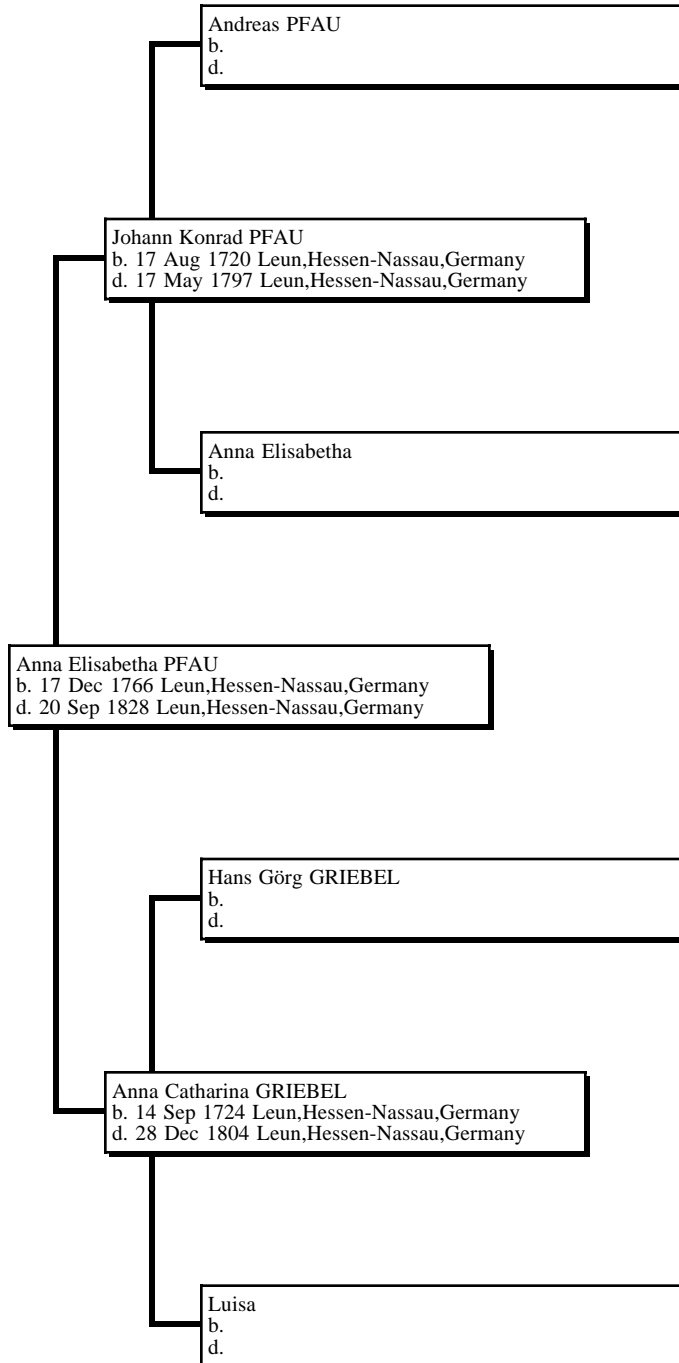 Andreas PFAU
b.
d.
Johann Konrad PFAU
b. 17 Aug 1720 Leun,Hessen-Nassau,Germany
d. 17 May 1797 Leun,Hessen-Nassau,Germany
Anna Elisabetha
b.
d.
Anna Elisabetha PFAU
b. 17 Dec 1766 Leun,Hessen-Nassau,Germany
d. 20 Sep 1828 Leun,Hessen-Nassau,Germany
Hans Görg GRIEBEL
b.
d.
Anna Catharina GRIEBEL
b. 14 Sep 1724 Leun,Hessen-Nassau,Germany
d. 28 Dec 1804 Leun,Hessen-Nassau,Germany
Luisa
b.
d.